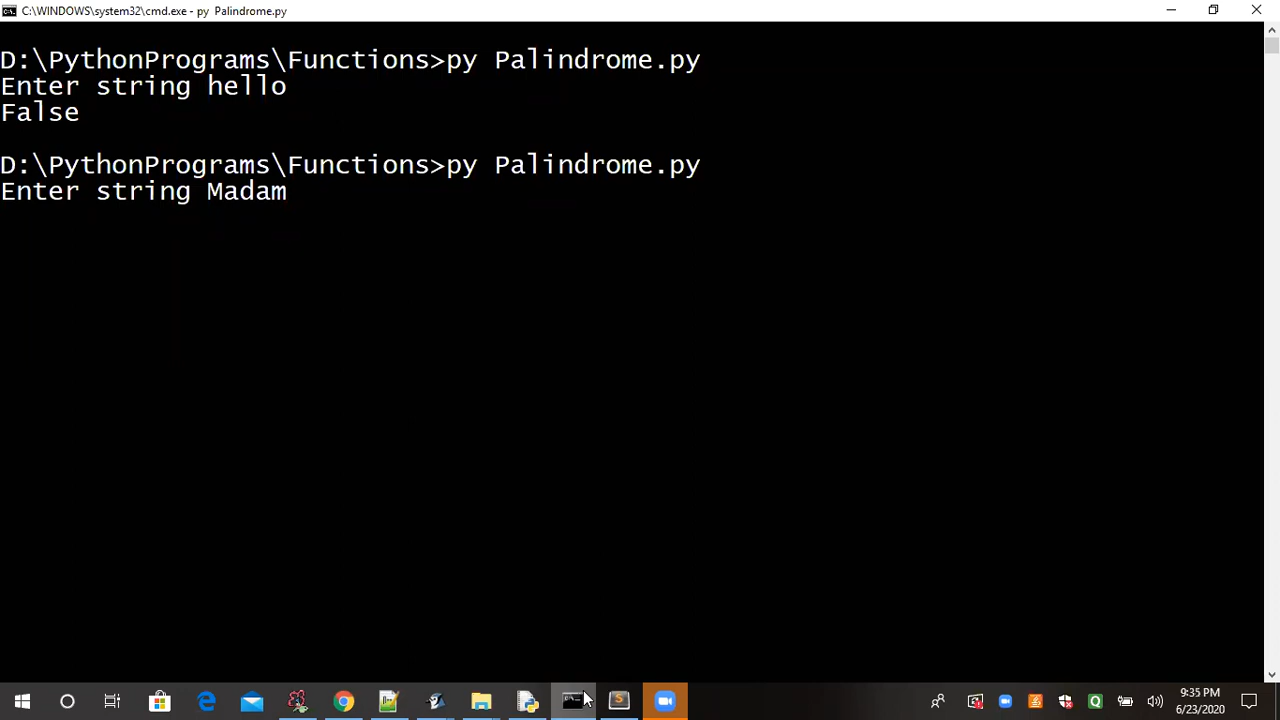 C:\WINDOWS\system32\cmd.exe - py  Palindrome.py
D:\PythonPrograms\Functions>py Palindrome.py
Enter string hello
False
D:\PythonPrograms\Functions>py Palindrome.py
Enter string Madam
9:35 PM
6/23/2020